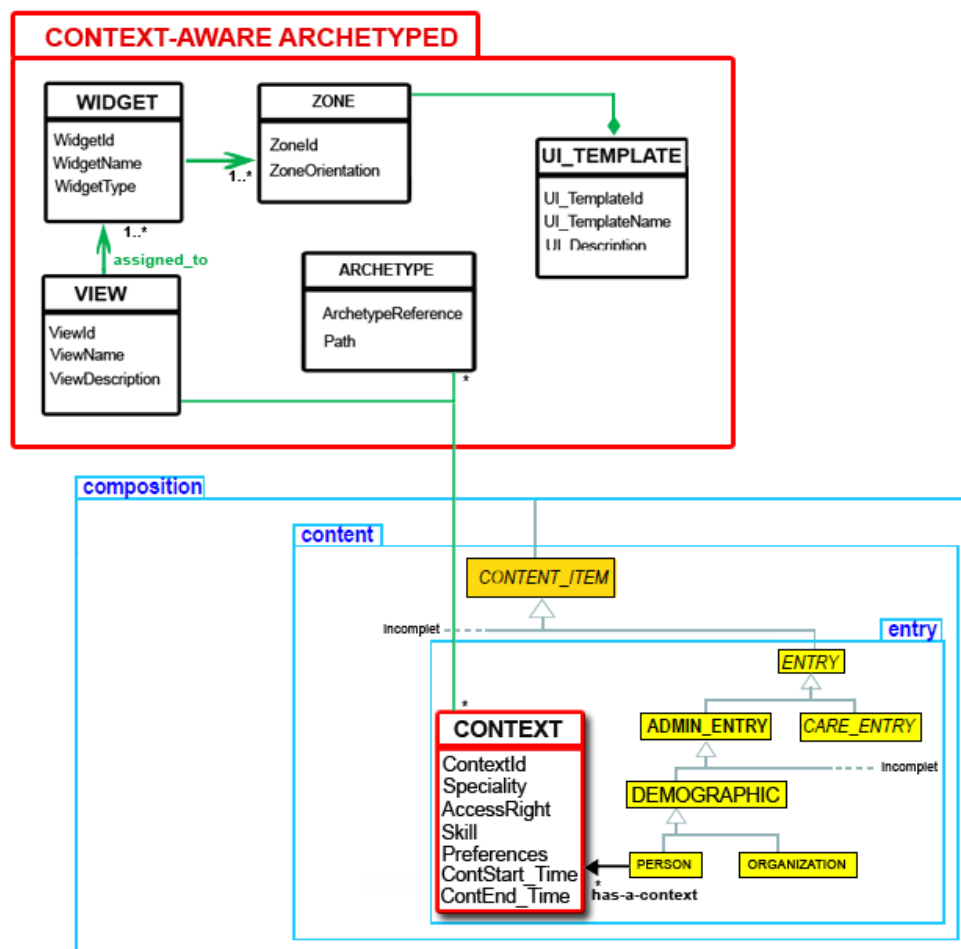 CONTEXT-AWARE ARCHETYPED
WIDGET
WidgetId
WidgetName
WidgetType
1..*
ZONE
ZoneId
ZoneOrientation
UI_TEMPLATE
UI_TemplateId
UI_TemplateName
UI_Description
1..*
assigned_to
VIEW
ViewId
ViewName
ViewDescription
ARCHETYPE
ArchetypeReference
Path
*
composition
content
CONTENT_ITEM
Incomplet
entry
ENTRY
ADMIN_ENTRY
CARE_ENTRY
Incomplet
DEMOGRAPHIC
PERSON
ORGANIZATION
*
CONTEXT
ContextId
Speciality
AccessRight
Skill
Preferences
ContStart_Time
ContEnd_Time
*
has-a-context